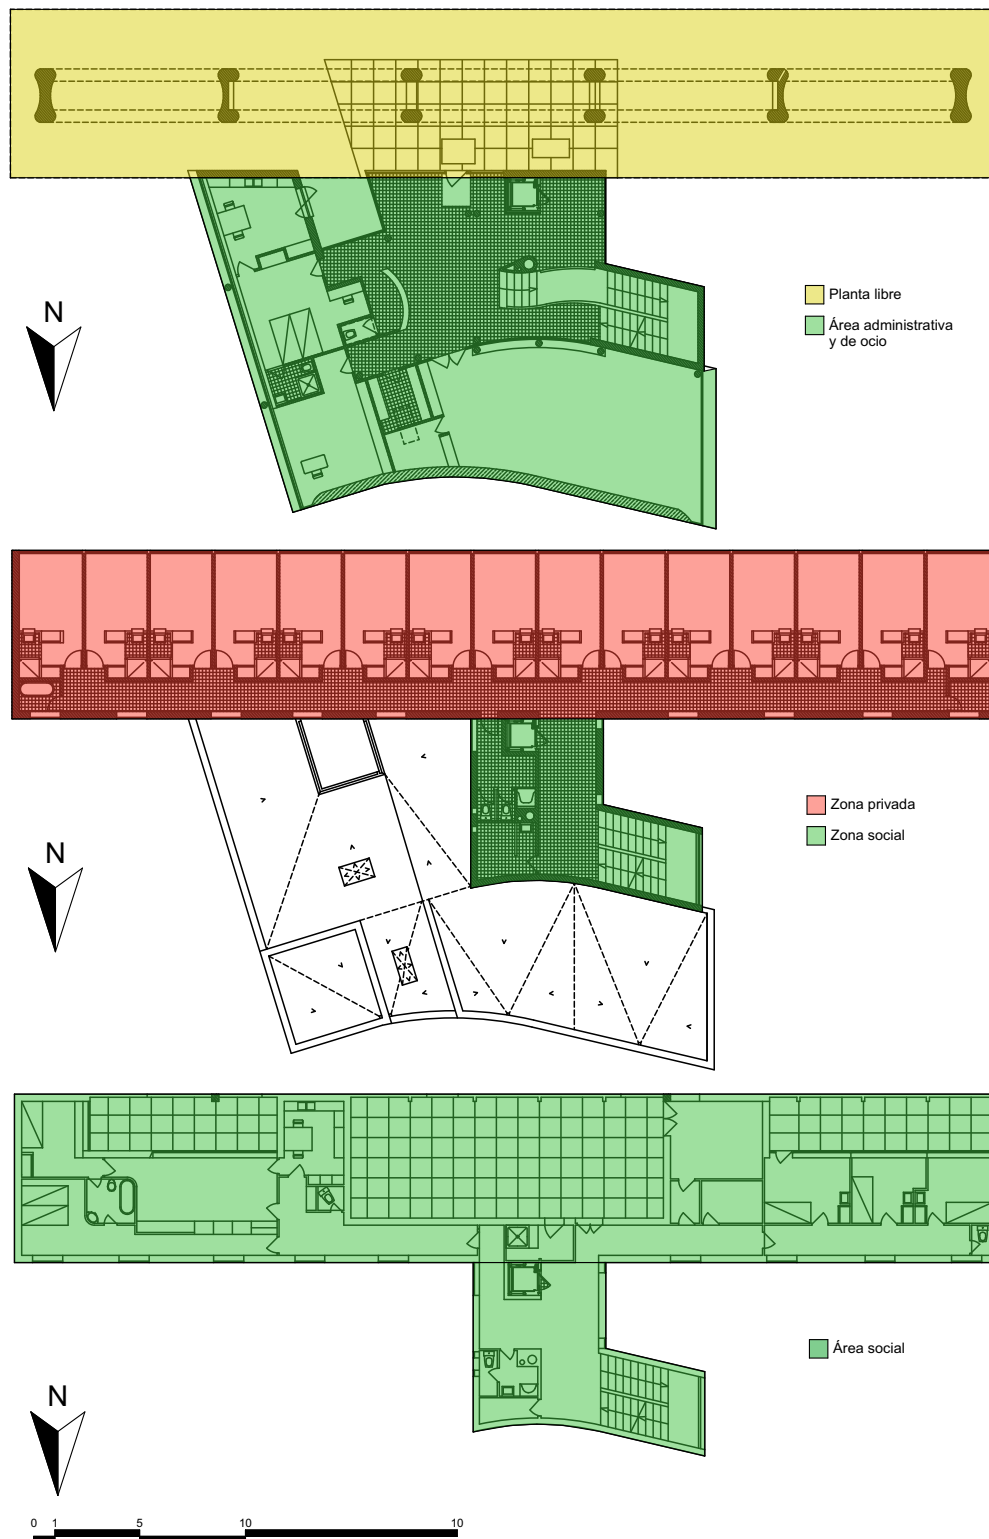 Planta libre
N
Área administrativa
y de ocio
Zona privada
N
Zona social
Área social
N
0 1 5 10 10